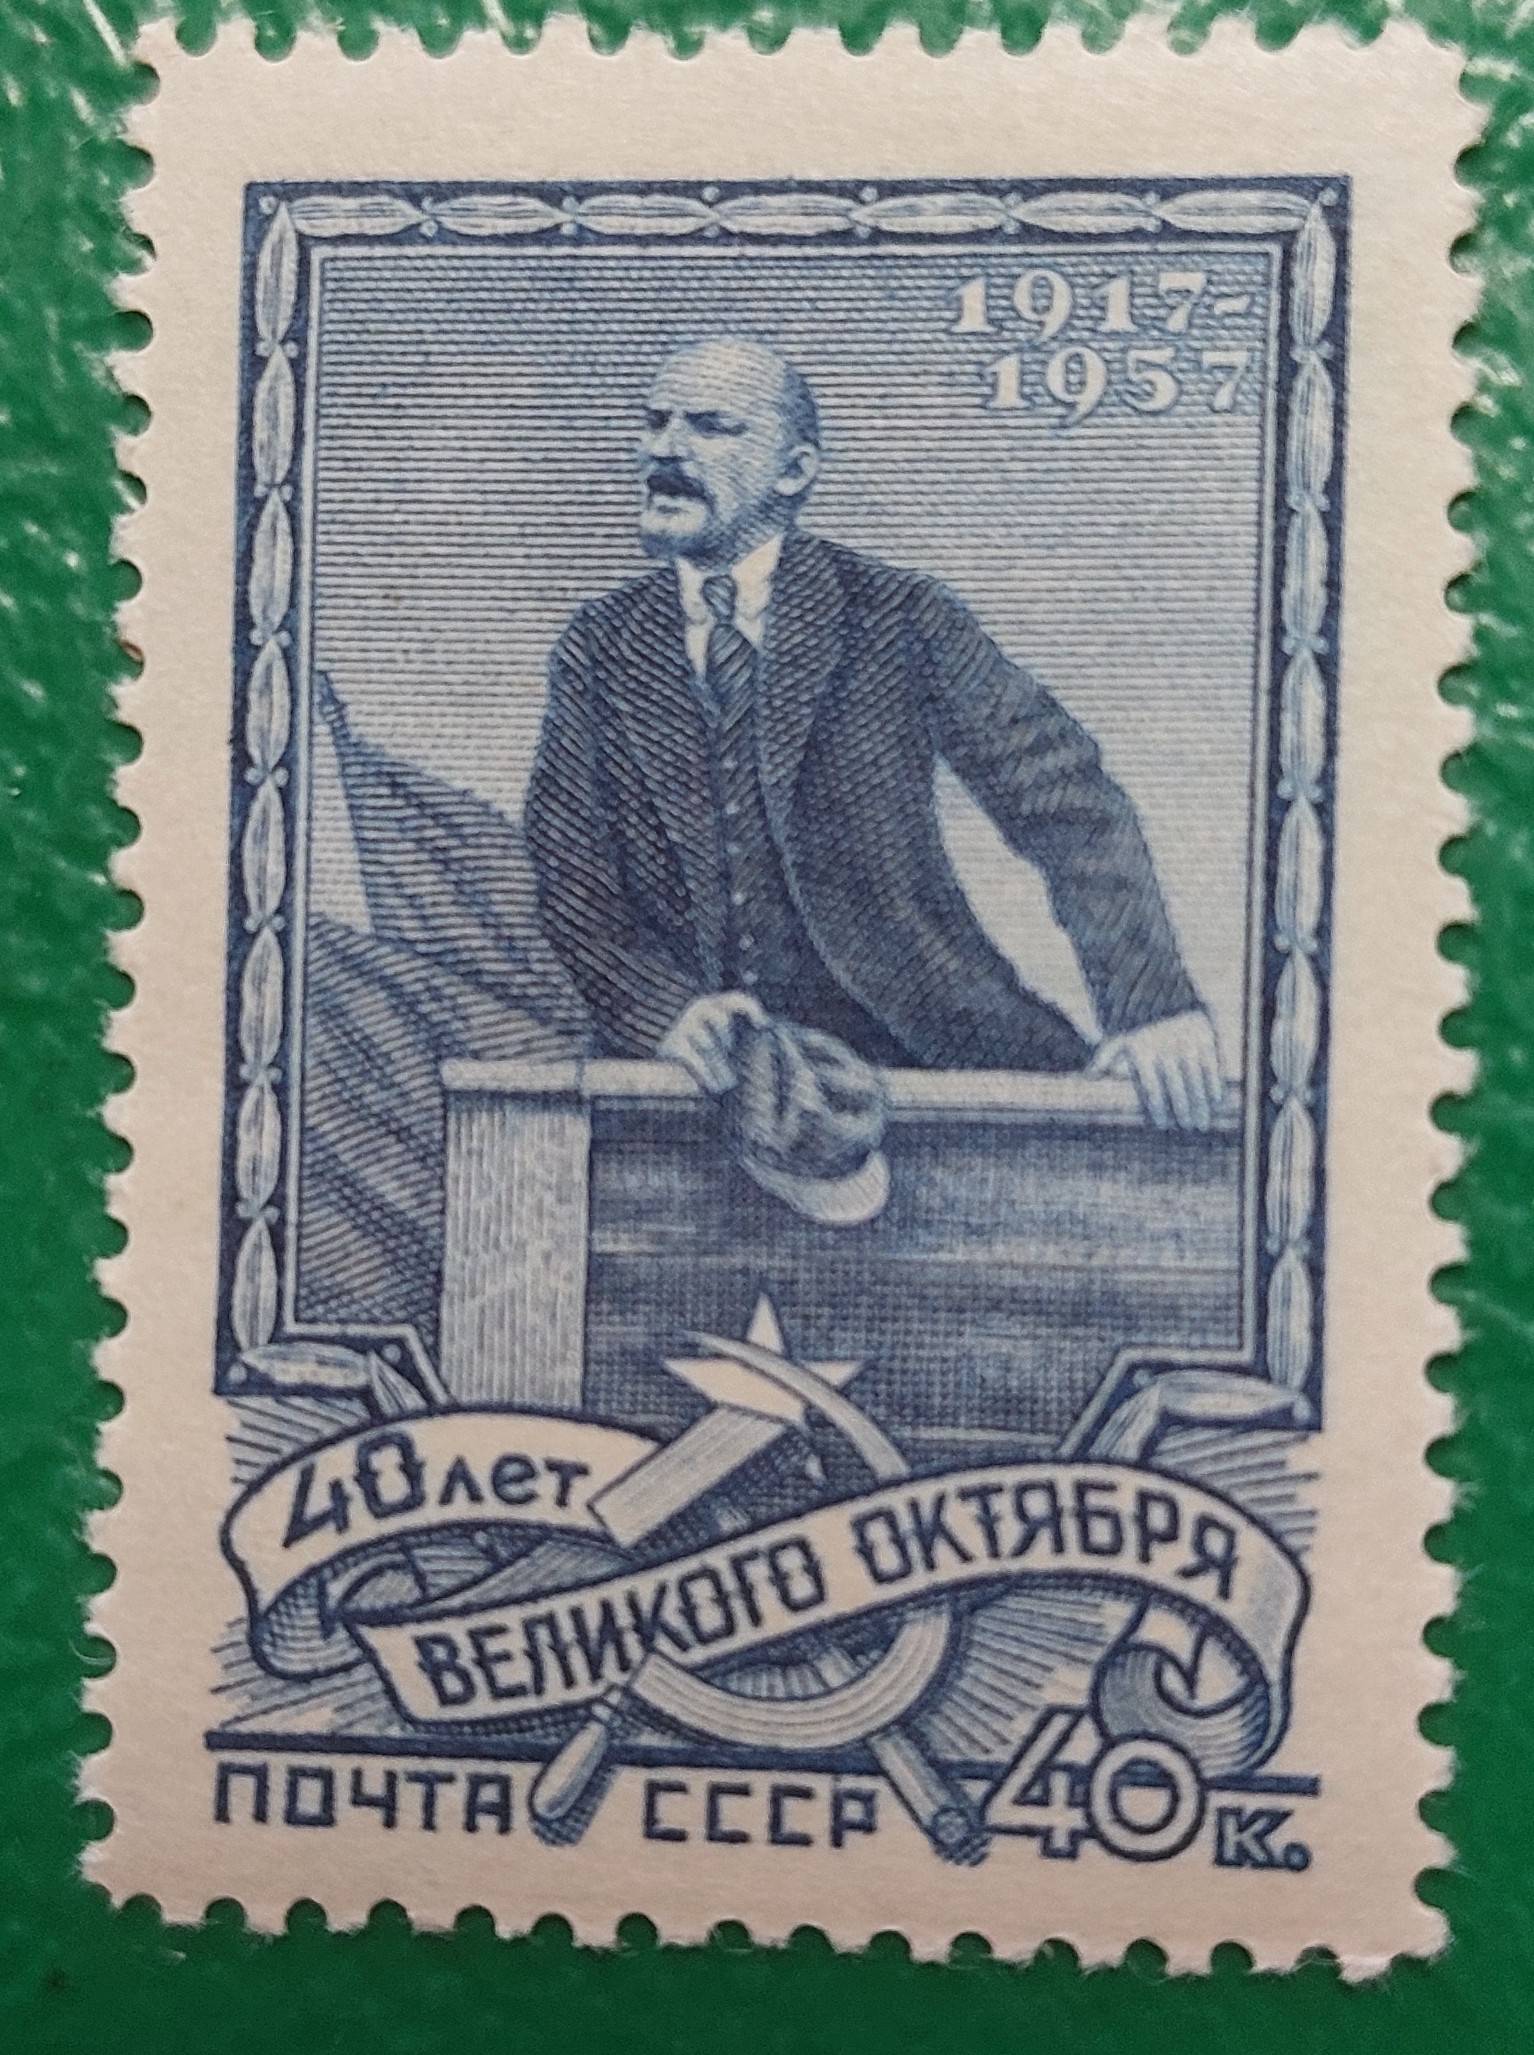 1917-
1957
40 лет
ВЕЛИКОГО ОКТЯБРЯ
ПОЧТА СССР 40 к.